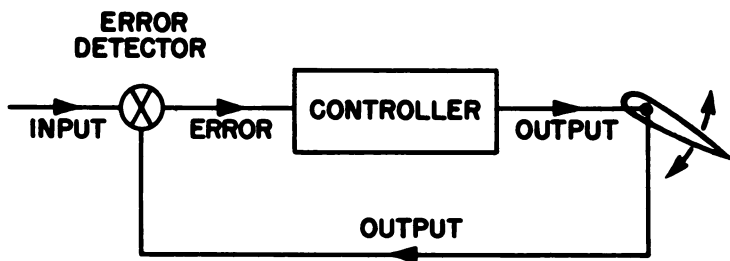 ERROR
DETECTOR
INPUT
ERROR
CONTROLLER
OUTPUT
OUTPUT